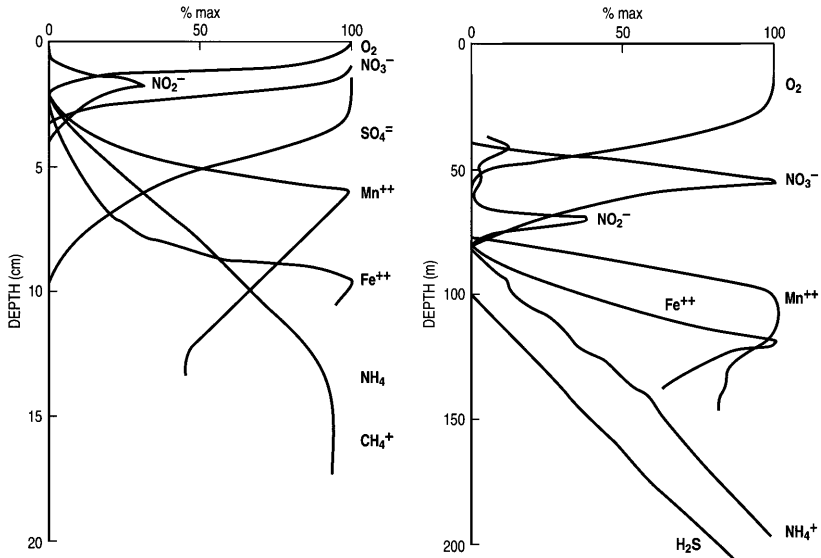 % max
0 50 100
0
5
10
15
20
DEPTH (cm)
O₂
NO₃⁻
NO₂⁻
SO₄⁼
Mn⁺⁺
Fe⁺⁺
NH₄
CH₄⁺
% max
0 50 100
0
50
100
150
200
DEPTH (m)
O₂
NO₃⁻
NO₂⁻
Mn⁺⁺
Fe⁺⁺
NH₄⁺
H₂S